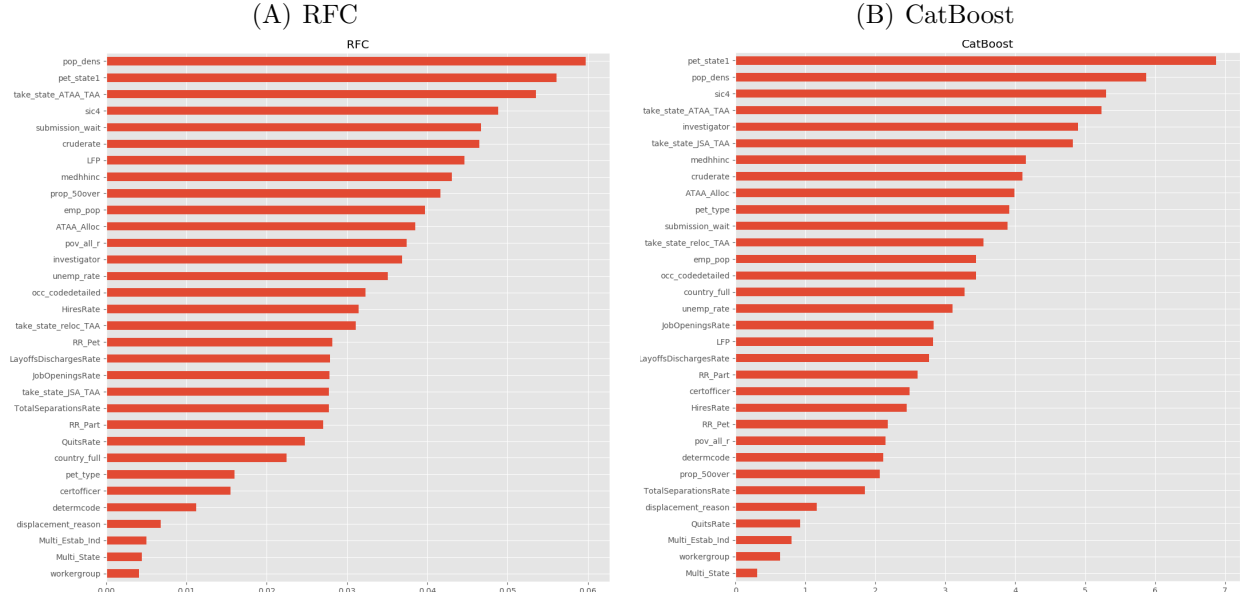 (A) RFC
RFC
pop_dens
pet_state1
take_state_ATAA_TAA
sic4
submission_wait
cruderate
LFP
medhhinc
prop_50over
emp_pop
ATAA_Alloc
pov_all_r
investigator
unemp_rate
occ_codedetailed
HiresRate
take_state_reloc_TAA
RR_Pet
LayoffsDischargesRate
JobOpeningsRate
take_state_JSA_TAA
TotalSeparationsRate
RR_Part
QuitsRate
country_full
pet_type
certofficer
determcode
displacement_reason
Multi_Estab_Ind
Multi_State
workergroup
0.00 0.01 0.02 0.03 0.04 0.05 0.06
(B) CatBoost
CatBoost
pet_state1
pop_dens
sic4
take_state_ATAA_TAA
investigator
take_state_JSA_TAA
medhhinc
cruderate
ATAA_Alloc
pet_type
submission_wait
take_state_reloc_TAA
emp_pop
occ_codedetailed
country_full
unemp_rate
JobOpeningsRate
LFP
LayoffsDischargesRate
RR_Part
certofficer
HiresRate
RR_Pet
pov_all_r
determcode
prop_50over
TotalSeparationsRate
displacement_reason
QuitsRate
Multi_Estab_Ind
workergroup
Multi_State
0 1 2 3 4 5 6 7